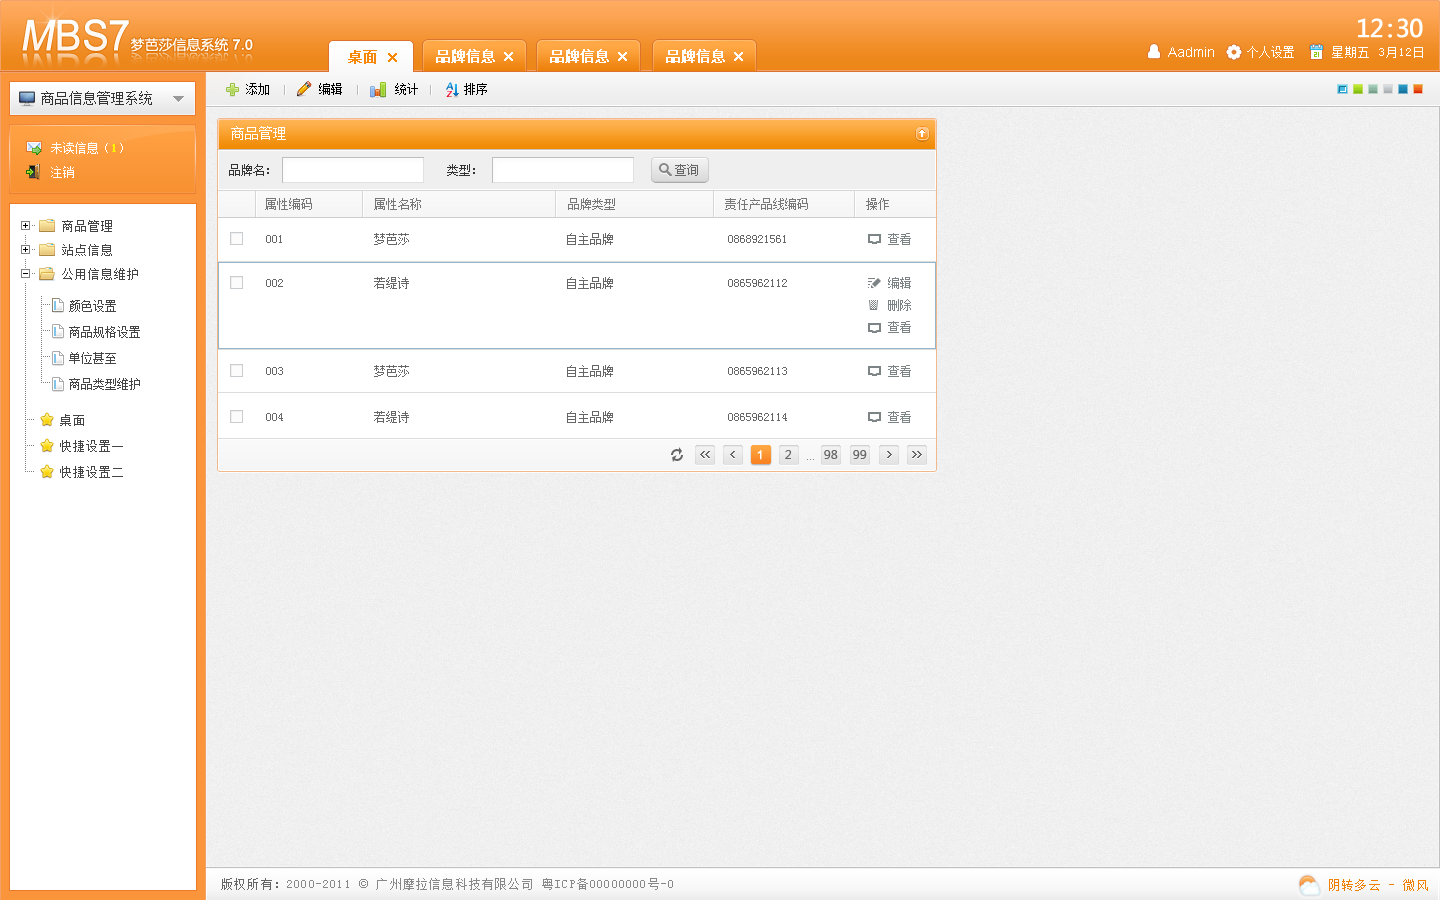 MBS7 梦芭莎信息系统 7.0
桌面 × 品牌信息 × 品牌信息 × 品牌信息 ×
12:30
Aadmin 个人设置 星期五 3月12日
商品信息管理系统
添加 编辑 统计 排序
未读信息（1）
注销
商品管理
站点信息
公用信息维护
颜色设置
商品规格设置
单位甚至
商品类型维护
桌面
快捷设置一
快捷设置二
商品管理
品牌名： 类型： 查询
属性编码 属性名称 品牌类型 责任产品线编码 操作
001 梦芭莎 自主品牌 0868921561 查看
002 若缇诗 自主品牌 0865962112 编辑
删除
查看
003 梦芭莎 自主品牌 0865962113 查看
004 若缇诗 自主品牌 0865962114 查看
<< < 1 2 ... 98 99 > >>
版权所有：2000-2011 © 广州摩拉信息科技有限公司 粤ICP备00000000号-0
阴转多云 - 微风